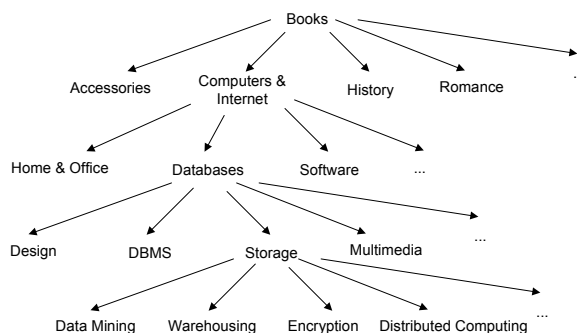 Books
Accessories
Computers &
Internet
History
Romance
.
Home & Office
Databases
Software
...
Design
DBMS
Storage
Multimedia
...
Data Mining
Warehousing
Encryption
Distributed Computing
...